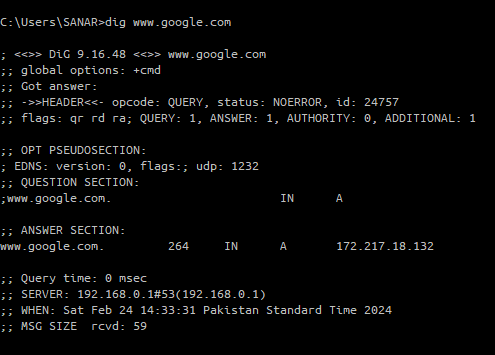 C:\Users\SANAR>dig www.google.com
; <<>> DiG 9.16.48 <<>> www.google.com
;; global options: +cmd
;; Got answer:
;; ->>HEADER<<- opcode: QUERY, status: NOERROR, id: 24757
;; flags: qr rd ra; QUERY: 1, ANSWER: 1, AUTHORITY: 0, ADDITIONAL: 1
;; OPT PSEUDOSECTION:
; EDNS: version: 0, flags:; udp: 1232
;; QUESTION SECTION:
;www.google.com. IN A
;; ANSWER SECTION:
www.google.com. 264 IN A 172.217.18.132
;; Query time: 0 msec
;; SERVER: 192.168.0.1#53(192.168.0.1)
;; WHEN: Sat Feb 24 14:33:31 Pakistan Standard Time 2024
;; MSG SIZE rcvd: 59